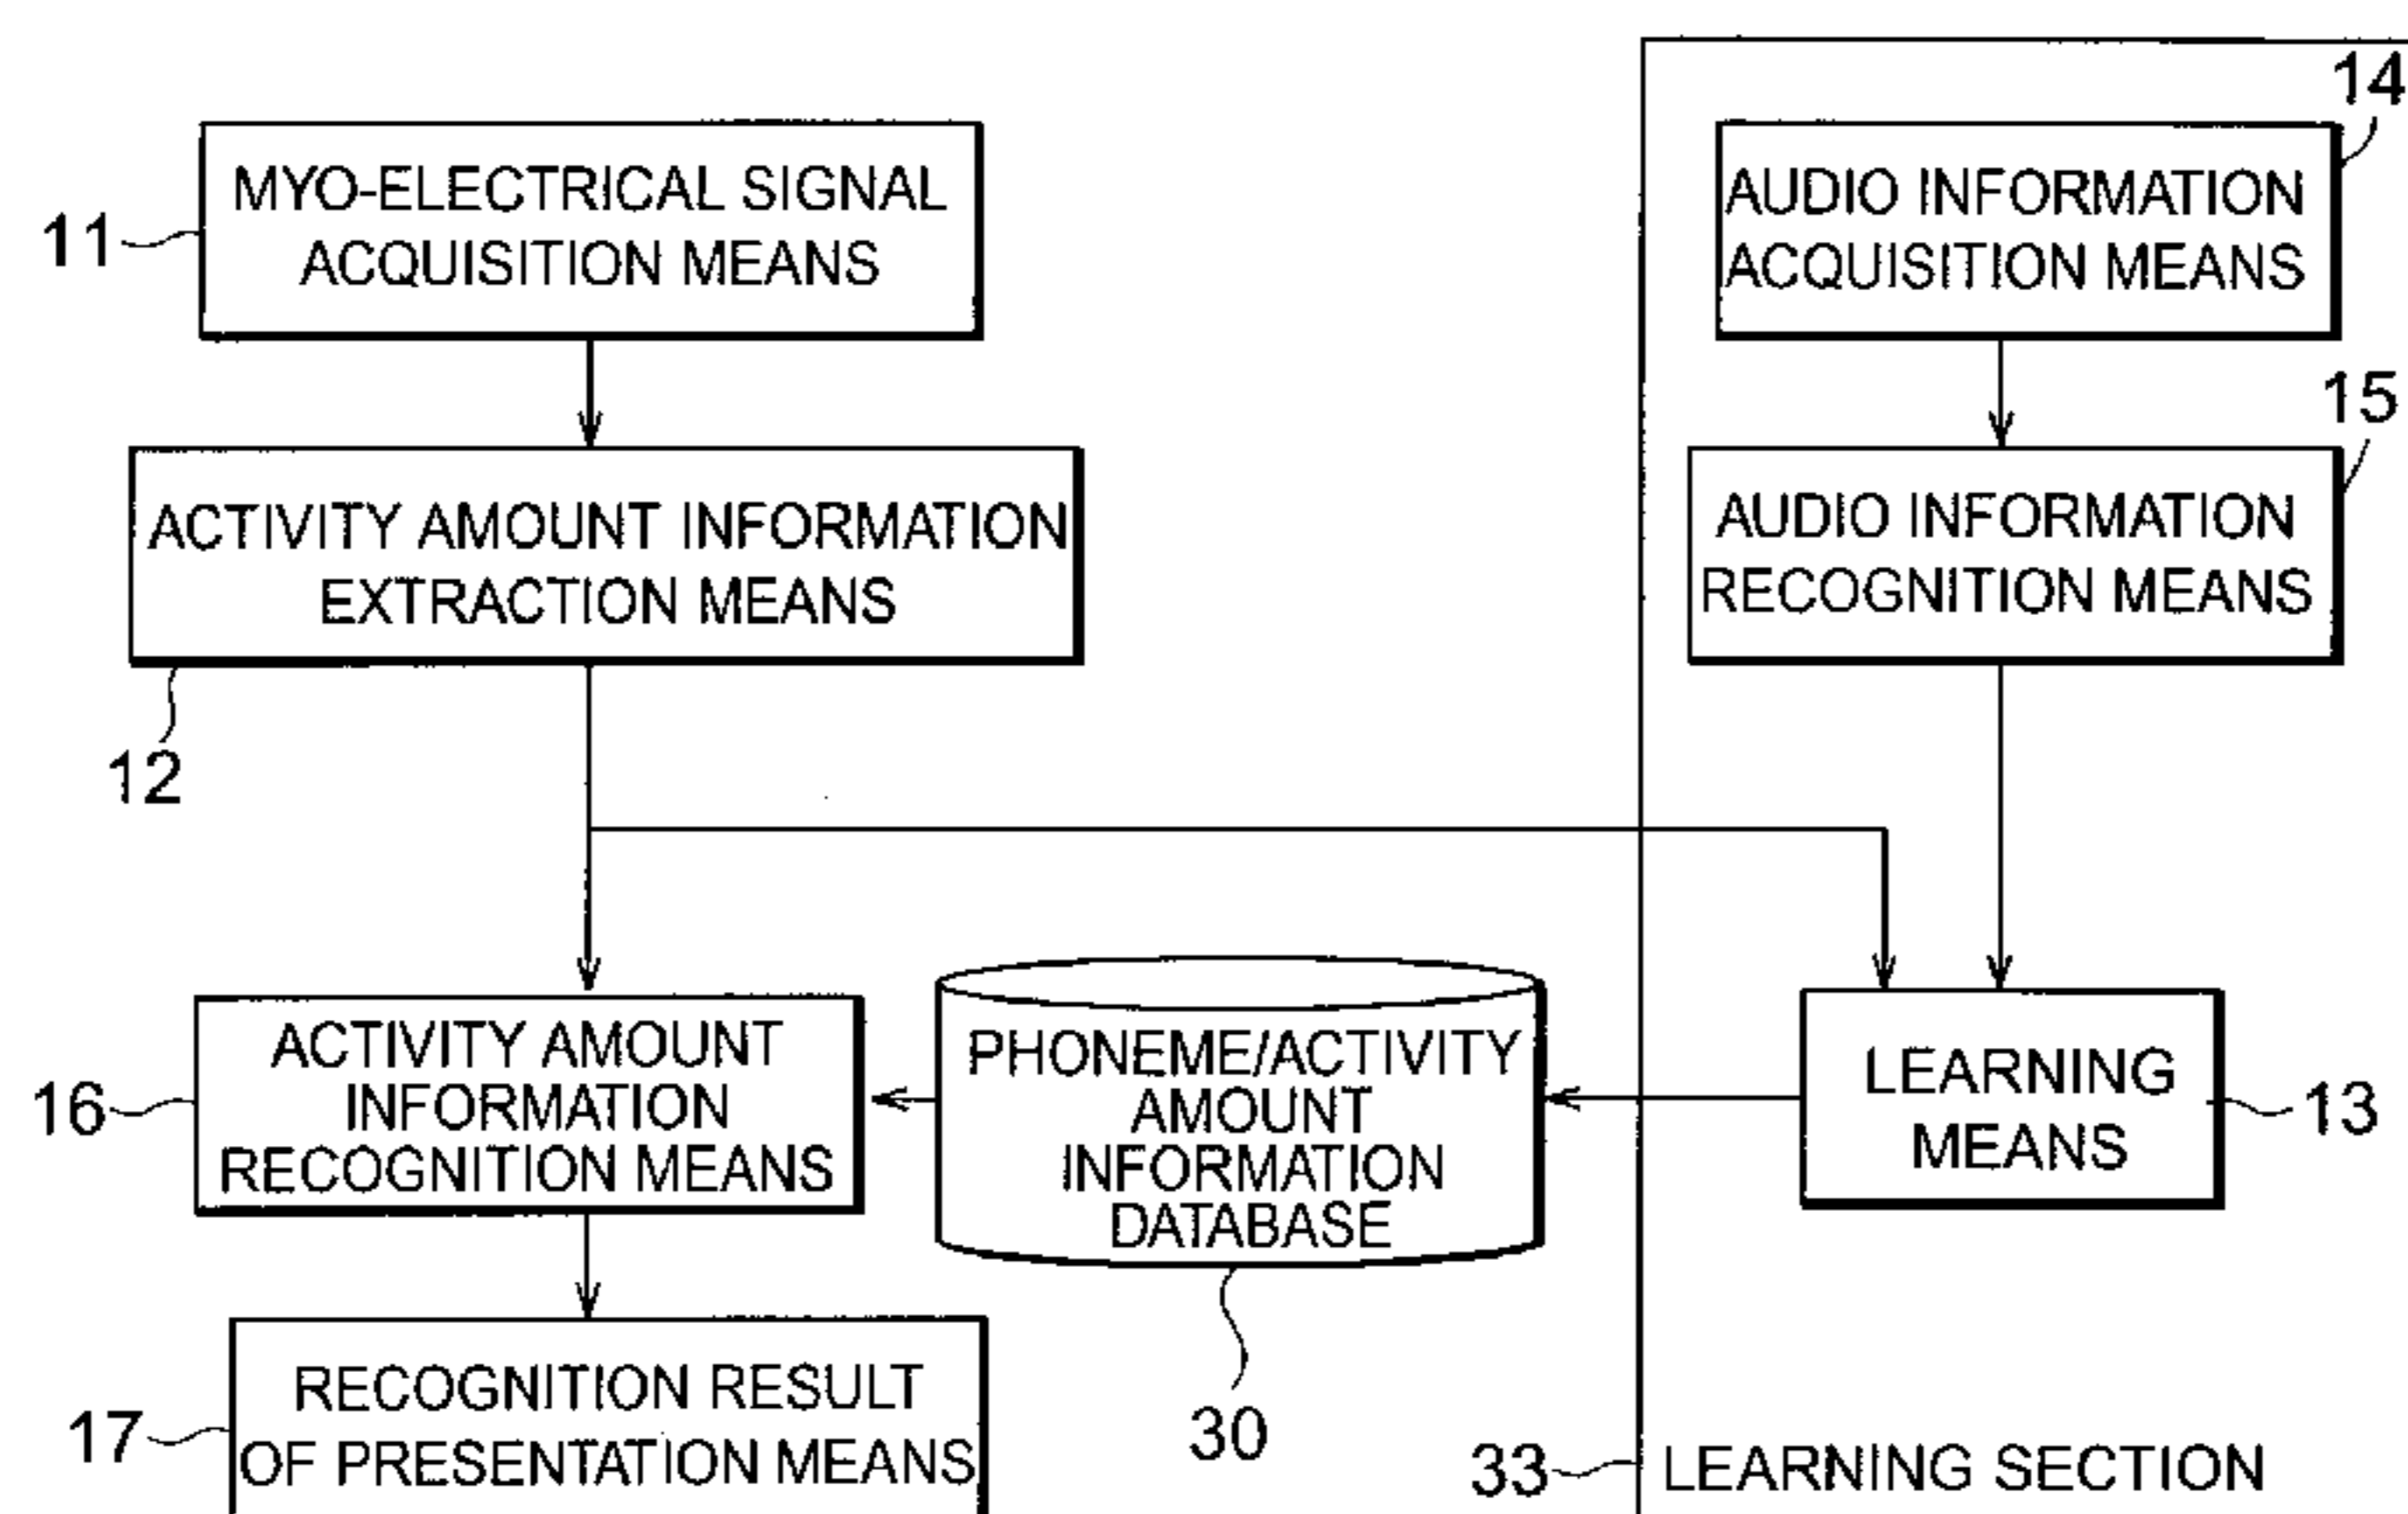 11
MYO-ELECTRICAL SIGNAL
ACQUISITION MEANS
14
AUDIO INFORMATION
ACQUISITION MEANS
12
ACTIVITY AMOUNT INFORMATION
EXTRACTION MEANS
15
AUDIO INFORMATION
RECOGNITION MEANS
16
ACTIVITY AMOUNT
INFORMATION
RECOGNITION MEANS
PHONEME/ACTIVITY
AMOUNT
INFORMATION
DATABASE
30
LEARNING
MEANS
13
17
RECOGNITION RESULT
OF PRESENTATION MEANS
33
LEARNING SECTION